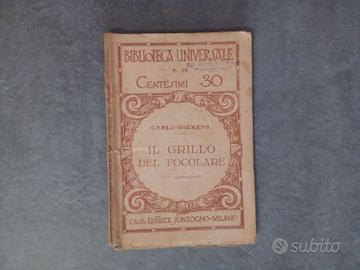 BIBLIOTECA UNIVERSALE
CENTESIMI 30
CARLO DICKENS
IL GRILLO
DEL FOCOLARE
CASA EDITRICE SONZOGNO-MILANO
subito